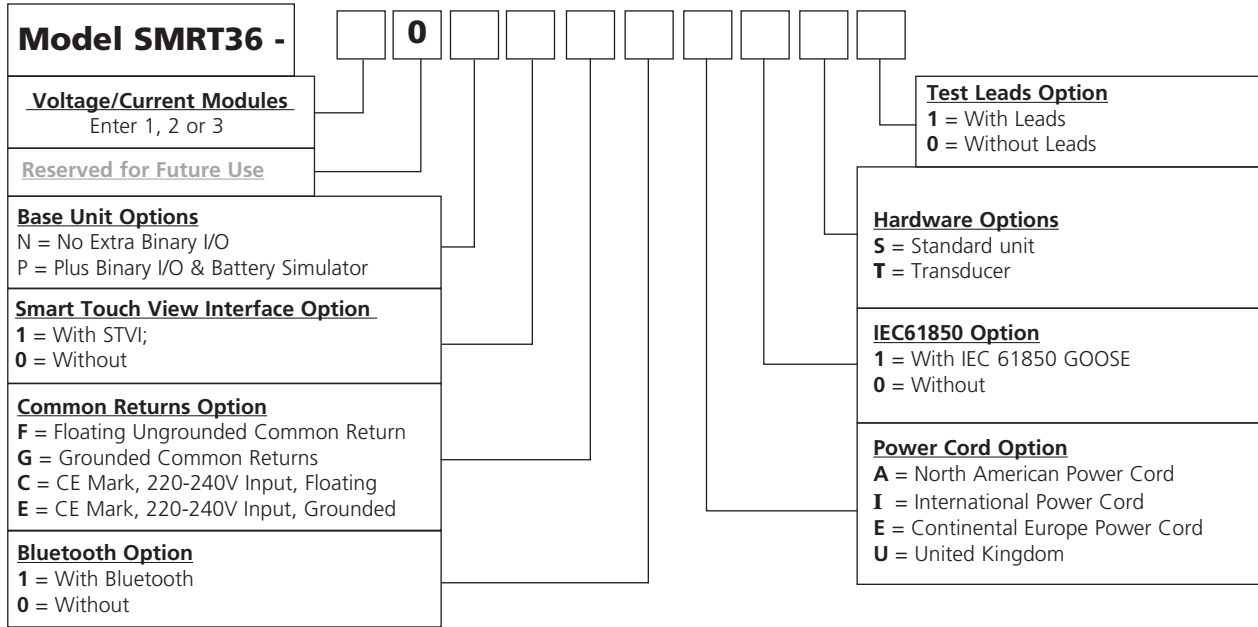 Model SMRT36 -
0
Voltage/Current Modules
Enter 1, 2 or 3
Reserved for Future Use
Base Unit Options
N = No Extra Binary I/O
P = Plus Binary I/O & Battery Simulator
Smart Touch View Interface Option
1 = With STVI;
0 = Without
Common Returns Option
F = Floating Ungrounded Common Return
G = Grounded Common Returns
C = CE Mark, 220-240V Input, Floating
E = CE Mark, 220-240V Input, Grounded
Bluetooth Option
1 = With Bluetooth
0 = Without
Test Leads Option
1 = With Leads
0 = Without Leads
Hardware Options
S = Standard unit
T = Transducer
IEC61850 Option
1 = With IEC 61850 GOOSE
0 = Without
Power Cord Option
A = North American Power Cord
I = International Power Cord
E = Continental Europe Power Cord
U = United Kingdom